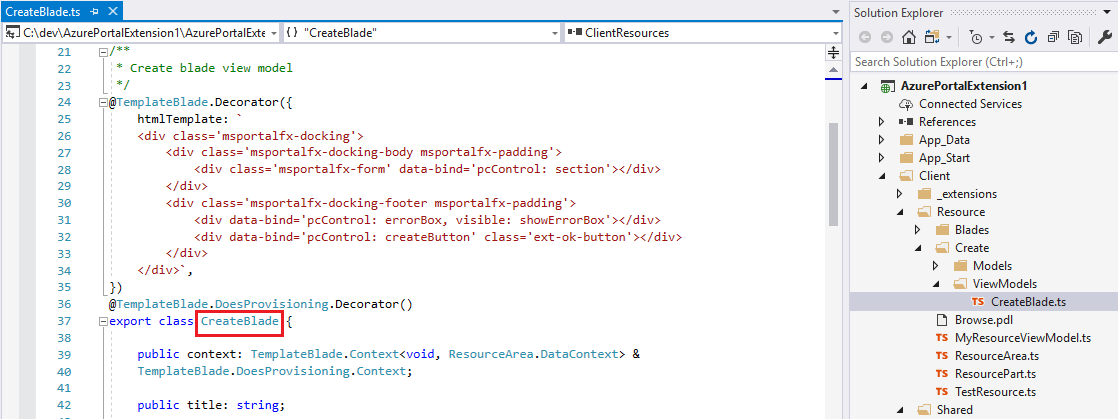 CreateBlade.ts
C:\dev\AzurePortalExtension1\AzurePortalExte
{ } "CreateBlade"
ClientResources
21 /**
22 * Create blade view model
23 */
24 @TemplateBlade.Decorator({
25 htmlTemplate: `
26 <div class='msportalfx-docking'>
27 <div class='msportalfx-docking-body msportalfx-padding'>
28 <div class='msportalfx-form' data-bind='pcControl: section'></div>
29 </div>
30 <div class='msportalfx-docking-footer msportalfx-padding'>
31 <div data-bind='pcControl: errorBox, visible: showErrorBox'></div>
32 <div data-bind='pcControl: createButton' class='ext-ok-button'></div>
33 </div>
34 </div>`,
35 })
36 @TemplateBlade.DoesProvisioning.Decorator()
37 export class CreateBlade {
38
39 public context: TemplateBlade.Context<void, ResourceArea.DataContext> &
40 TemplateBlade.DoesProvisioning.Context;
41
42 public title: string;
Solution Explorer
Search Solution Explorer (Ctrl+;)
AzurePortalExtension1
Connected Services
References
App_Data
App_Start
Client
_extensions
Resource
Blades
Create
Models
ViewModels
TS CreateBlade.ts
Browse.pdl
TS MyResourceViewModel.ts
TS ResourceArea.ts
TS ResourcePart.ts
TS TestResource.ts
Shared